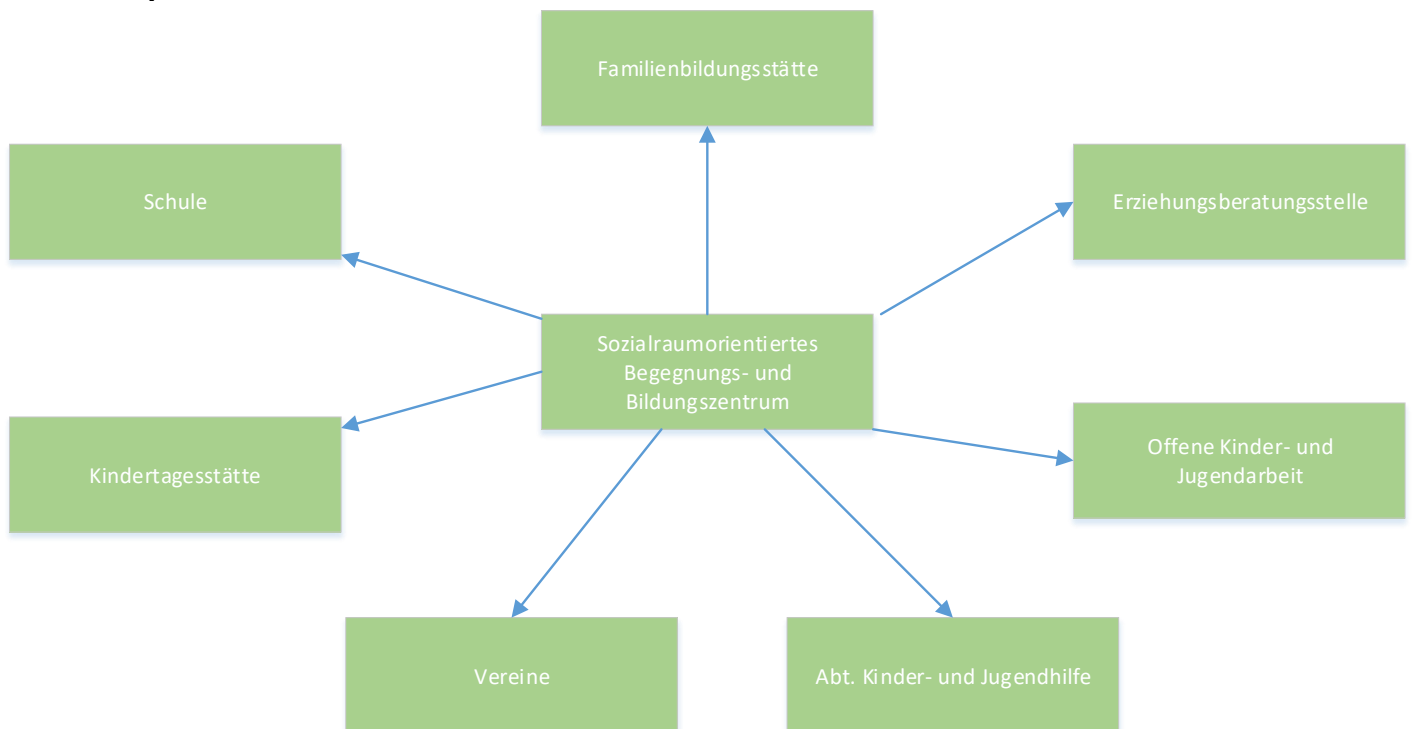 Familienbildungsstätte
Schule
Erziehungsberatungsstelle
Sozialraumorientiertes
Begegnungs- und
Bildungszentrum
Kindertagesstätte
Offene Kinder- und
Jugendarbeit
Vereine
Abt. Kinder- und Jugendhilfe